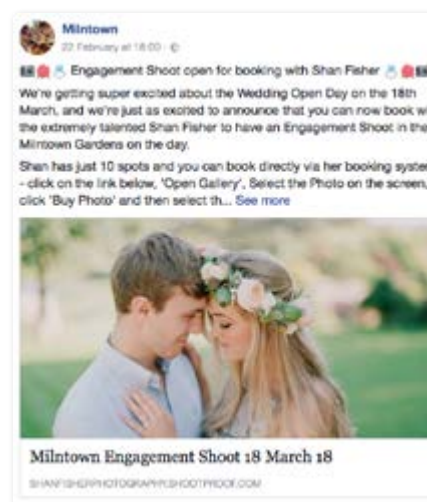 Milntown
22 February at 18:00
Engagement Shoot open for booking with Shan Fisher
We're getting super excited about the Wedding Open Day on the 18th
March, and we're just as excited to announce that you can now book w
the extremely talented Shan Fisher to have an Engagement Shoot in the
Milntown Gardens on the day.
Shan has just 10 spots and you can book directly via her booking syste
- click on the link below, 'Open Gallery', Select the Photo on the screen,
click 'Buy Photo' and then select th... See more
Milntown Engagement Shoot 18 March 18
SHANFISHERPHOTOGRAPHY.SHOOTPROOF.COM